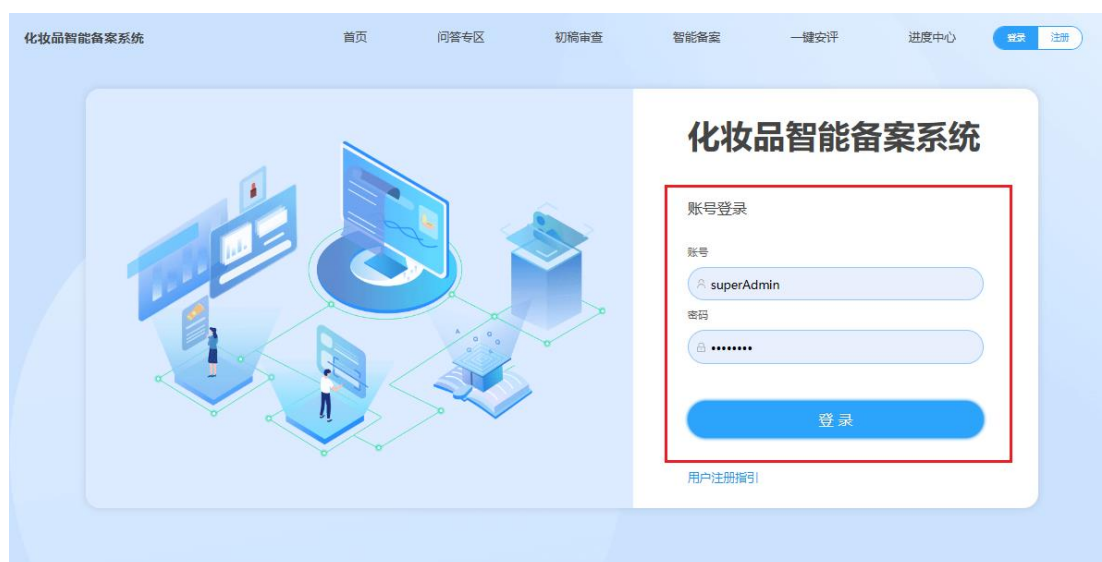 化妆品智能备案系统 首页 问答专区 初稿审查 智能备案 一键安评 进度中心 登录 注册
化妆品智能备案系统
账号登录
账号
superAdmin
密码
••••••••
登 录
用户注册指引